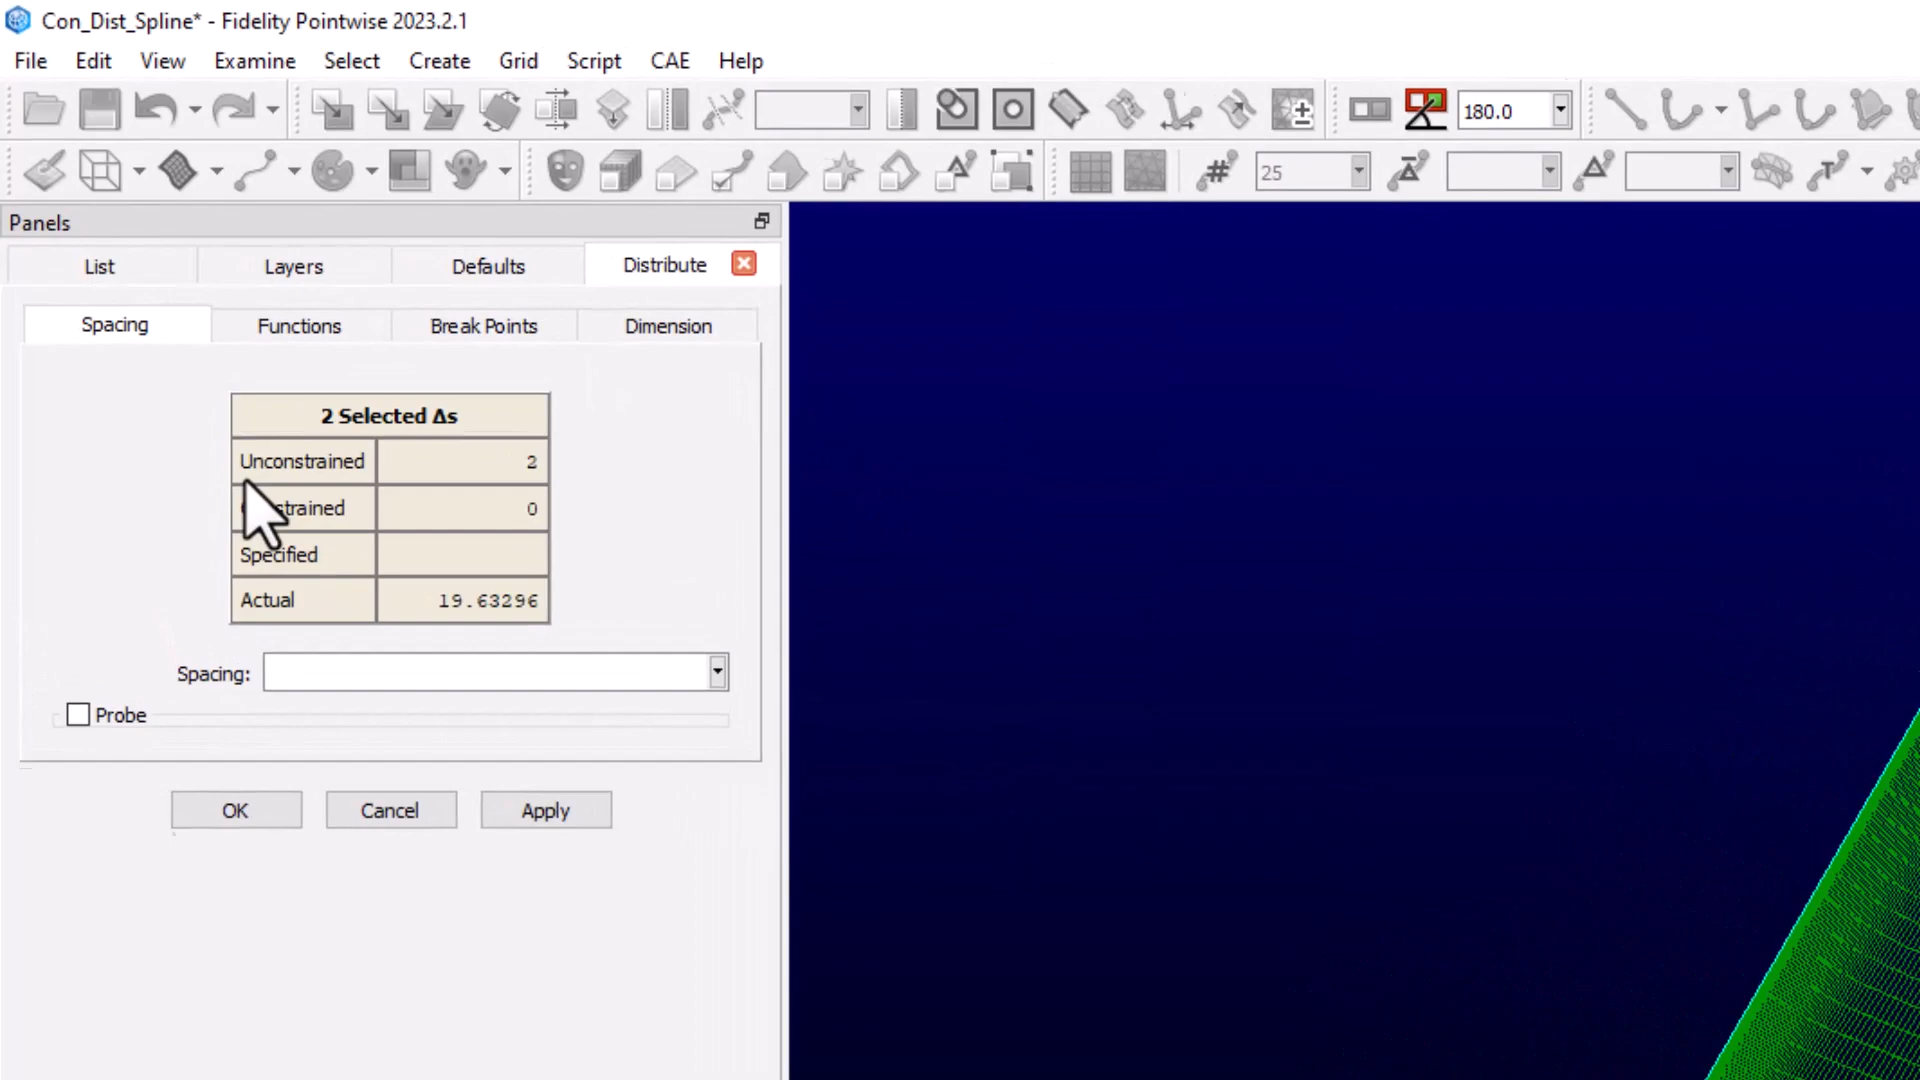 Con_Dist_Spline* - Fidelity Pointwise 2023.2.1
File Edit View Examine Select Create Grid Script CAE Help
180.0
25
Panels
List Layers Defaults Distribute
Spacing Functions Break Points Dimension
2 Selected Δs
Unconstrained 2
strained 0
Specified
Actual 19.63296
Spacing:
Probe
OK Cancel Apply